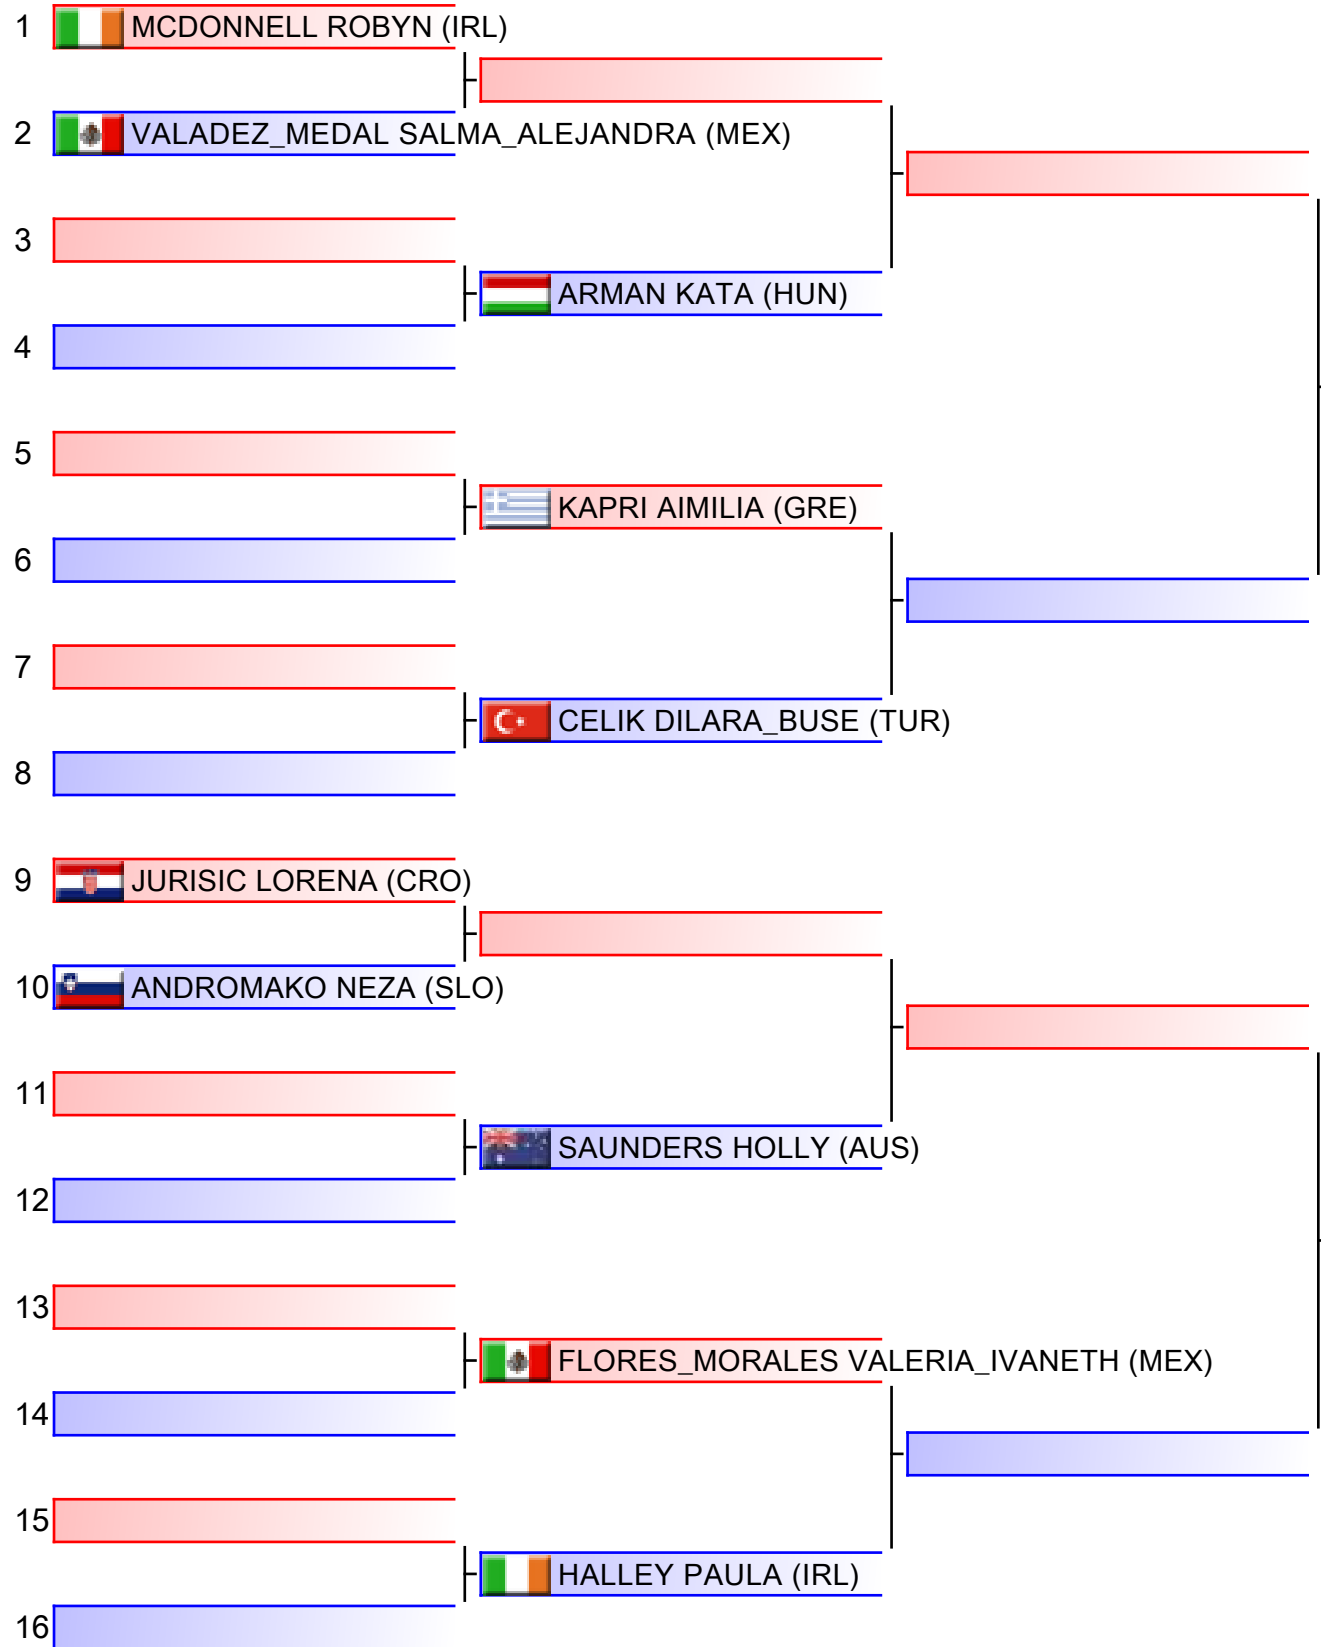 1 MCDONNELL ROBYN (IRL)
2 VALADEZ_MEDAL SALMA_ALEJANDRA (MEX)
3
ARMAN KATA (HUN)
4
5
KAPRI AIMILIA (GRE)
6
7
CELIK DILARA_BUSE (TUR)
8
9 JURISIC LORENA (CRO)
10 ANDROMAKO NEZA (SLO)
11
SAUNDERS HOLLY (AUS)
12
13
FLORES_MORALES VALERIA_IVANETH (MEX)
14
15
HALLEY PAULA (IRL)
16